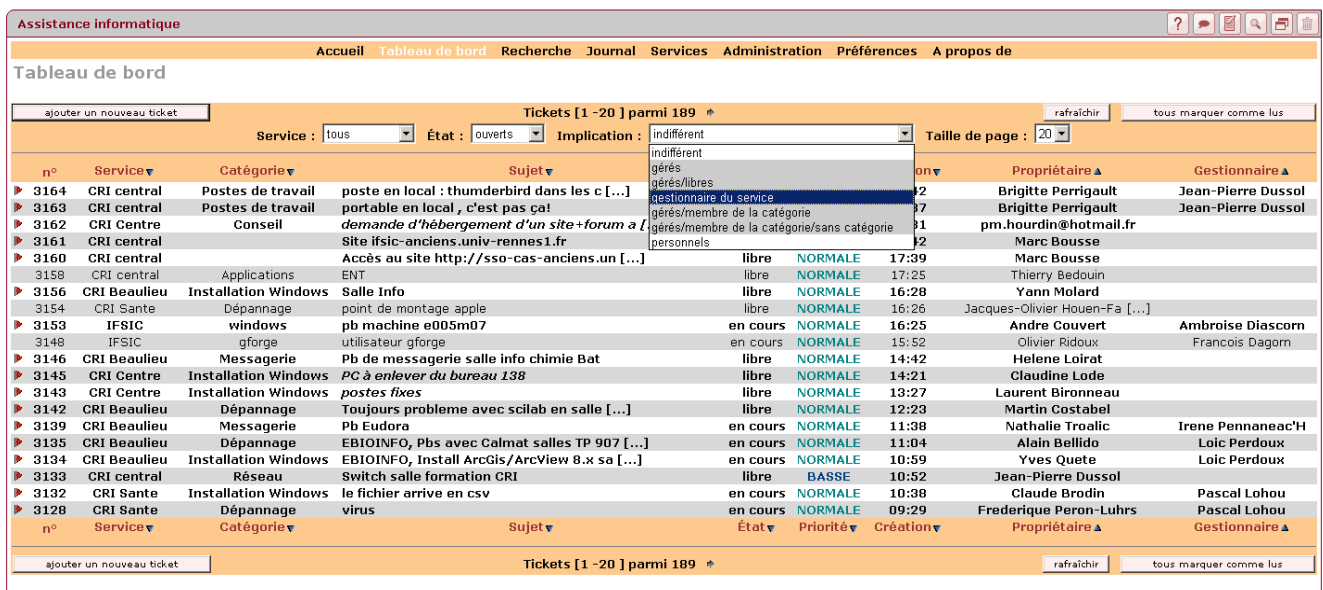 Assistance informatique ?
Accueil Tableau de bord Recherche Journal Services Administration Préférences A propos de
Tableau de bord
ajouter un nouveau ticket Tickets [1 -20 ] parmi 189 rafraîchir tous marquer comme lus
Service : tous État : ouverts Implication : indifférent Taille de page : 20
indifférent
gérés
gérés/libres
gestionnaire du service
gérés/membre de la catégorie
gérés/membre de la catégorie/sans catégorie
personnels
n° Service Catégorie Sujet on Propriétaire Gestionnaire
3164 CRI central Postes de travail poste en local : thumderbird dans les c [...] 42 Brigitte Perrigault Jean-Pierre Dussol
3163 CRI central Postes de travail portable en local , c'est pas ça! 37 Brigitte Perrigault Jean-Pierre Dussol
3162 CRI Centre Conseil demande d'hébergement d'un site+forum a [. 31 pm.hourdin@hotmail.fr
3161 CRI central Site ifsic-anciens.univ-rennes1.fr 42 Marc Bousse
3160 CRI central Accès au site http://sso-cas-anciens.un [...] libre NORMALE 17:39 Marc Bousse
3158 CRI central Applications ENT libre NORMALE 17:25 Thierry Bedouin
3156 CRI Beaulieu Installation Windows Salle Info libre NORMALE 16:28 Yann Molard
3154 CRI Sante Dépannage point de montage apple libre NORMALE 16:26 Jacques-Olivier Houen-Fa [...]
3153 IFSIC windows pb machine e005m07 en cours NORMALE 16:25 Andre Couvert Ambroise Diascorn
3148 IFSIC gforge utilisateur gforge en cours NORMALE 15:52 Olivier Ridoux Francois Dagorn
3146 CRI Beaulieu Messagerie Pb de messagerie salle info chimie Bat libre NORMALE 14:42 Helene Loirat
3145 CRI Centre Installation Windows PC à enlever du bureau 138 libre NORMALE 14:21 Claudine Lode
3143 CRI Centre Installation Windows postes fixes libre NORMALE 13:27 Laurent Bironneau
3142 CRI Beaulieu Dépannage Toujours probleme avec scilab en salle [...] libre NORMALE 12:23 Martin Costabel
3139 CRI Beaulieu Messagerie Pb Eudora libre NORMALE 11:38 Nathalie Troalic Irene Pennaneac'H
3135 CRI Beaulieu Dépannage EBIOINFO, Pbs avec Calmat salles TP 907 [...] en cours NORMALE 11:04 Alain Bellido Loic Perdoux
3134 CRI Beaulieu Installation Windows EBIOINFO, Install ArcGis/ArcView 8.x sa [...] en cours NORMALE 10:59 Yves Quete Loic Perdoux
3133 CRI central Réseau Switch salle formation CRI libre BASSE 10:52 Jean-Pierre Dussol
3132 CRI Sante Installation Windows le fichier arrive en csv en cours NORMALE 10:38 Claude Brodin Pascal Lohou
3128 CRI Sante Dépannage virus en cours NORMALE 09:29 Frederique Peron-Luhrs Pascal Lohou
n° Service Catégorie Sujet État Priorité Création Propriétaire Gestionnaire
ajouter un nouveau ticket Tickets [1 -20 ] parmi 189 rafraîchir tous marquer comme lus